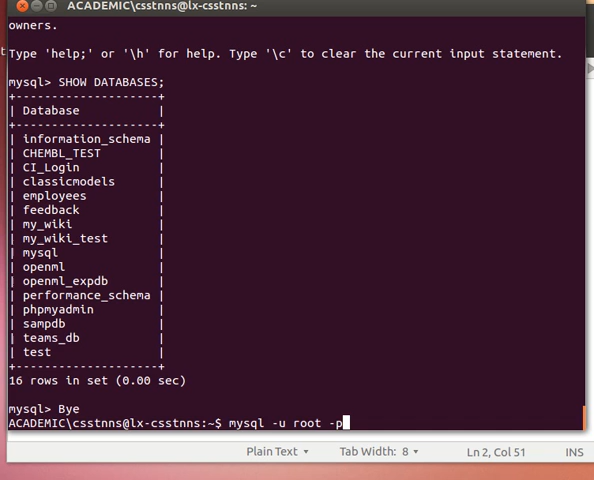 ACADEMIC\csstnns@lx-csstnns: ~
owners.
Type 'help;' or '\h' for help. Type '\c' to clear the current input statement.
mysql> SHOW DATABASES;
+--------------------+
| Database           |
+--------------------+
| information_schema |
| CHEMBL_TEST        |
| CI_Login           |
| classicmodels      |
| employees          |
| feedback           |
| my_wiki            |
| my_wiki_test       |
| mysql              |
| openml             |
| openml_expdb       |
| performance_schema |
| phpmyadmin         |
| sampdb             |
| teams_db           |
| test               |
+--------------------+
16 rows in set (0.00 sec)
mysql> Bye
ACADEMIC\csstnns@lx-csstnns:~$ mysql -u root -p
Plain Text Tab Width: 8 Ln 2, Col 51 INS